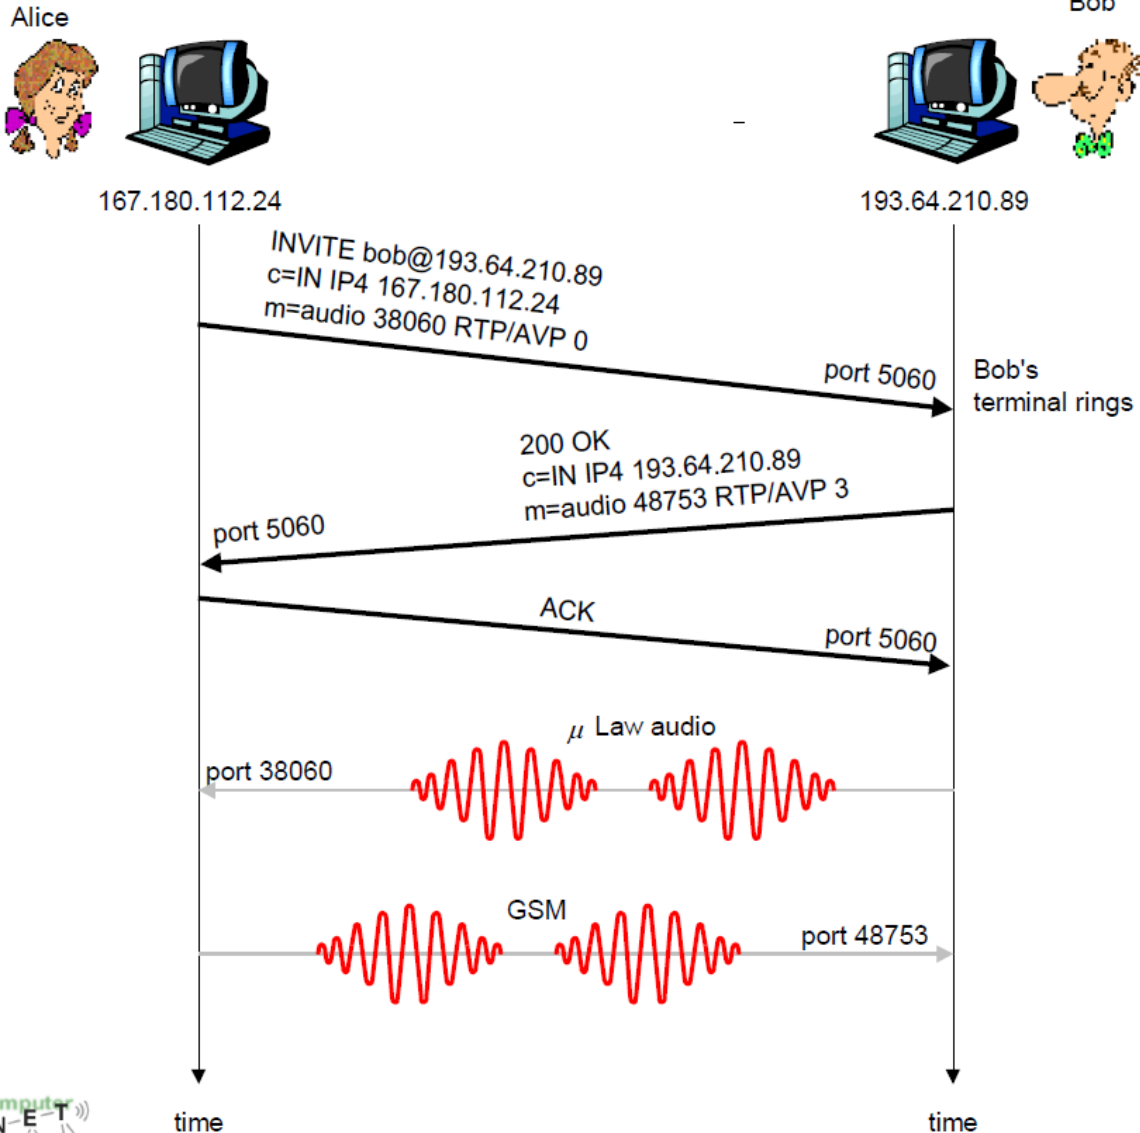 Alice
Bob
167.180.112.24
193.64.210.89
INVITE bob@193.64.210.89
c=IN IP4 167.180.112.24
m=audio 38060 RTP/AVP 0
port 5060
Bob's
terminal rings
200 OK
c=IN IP4 193.64.210.89
m=audio 48753 RTP/AVP 3
port 5060
ACK
port 5060
μ Law audio
port 38060
GSM
port 48753
time
time